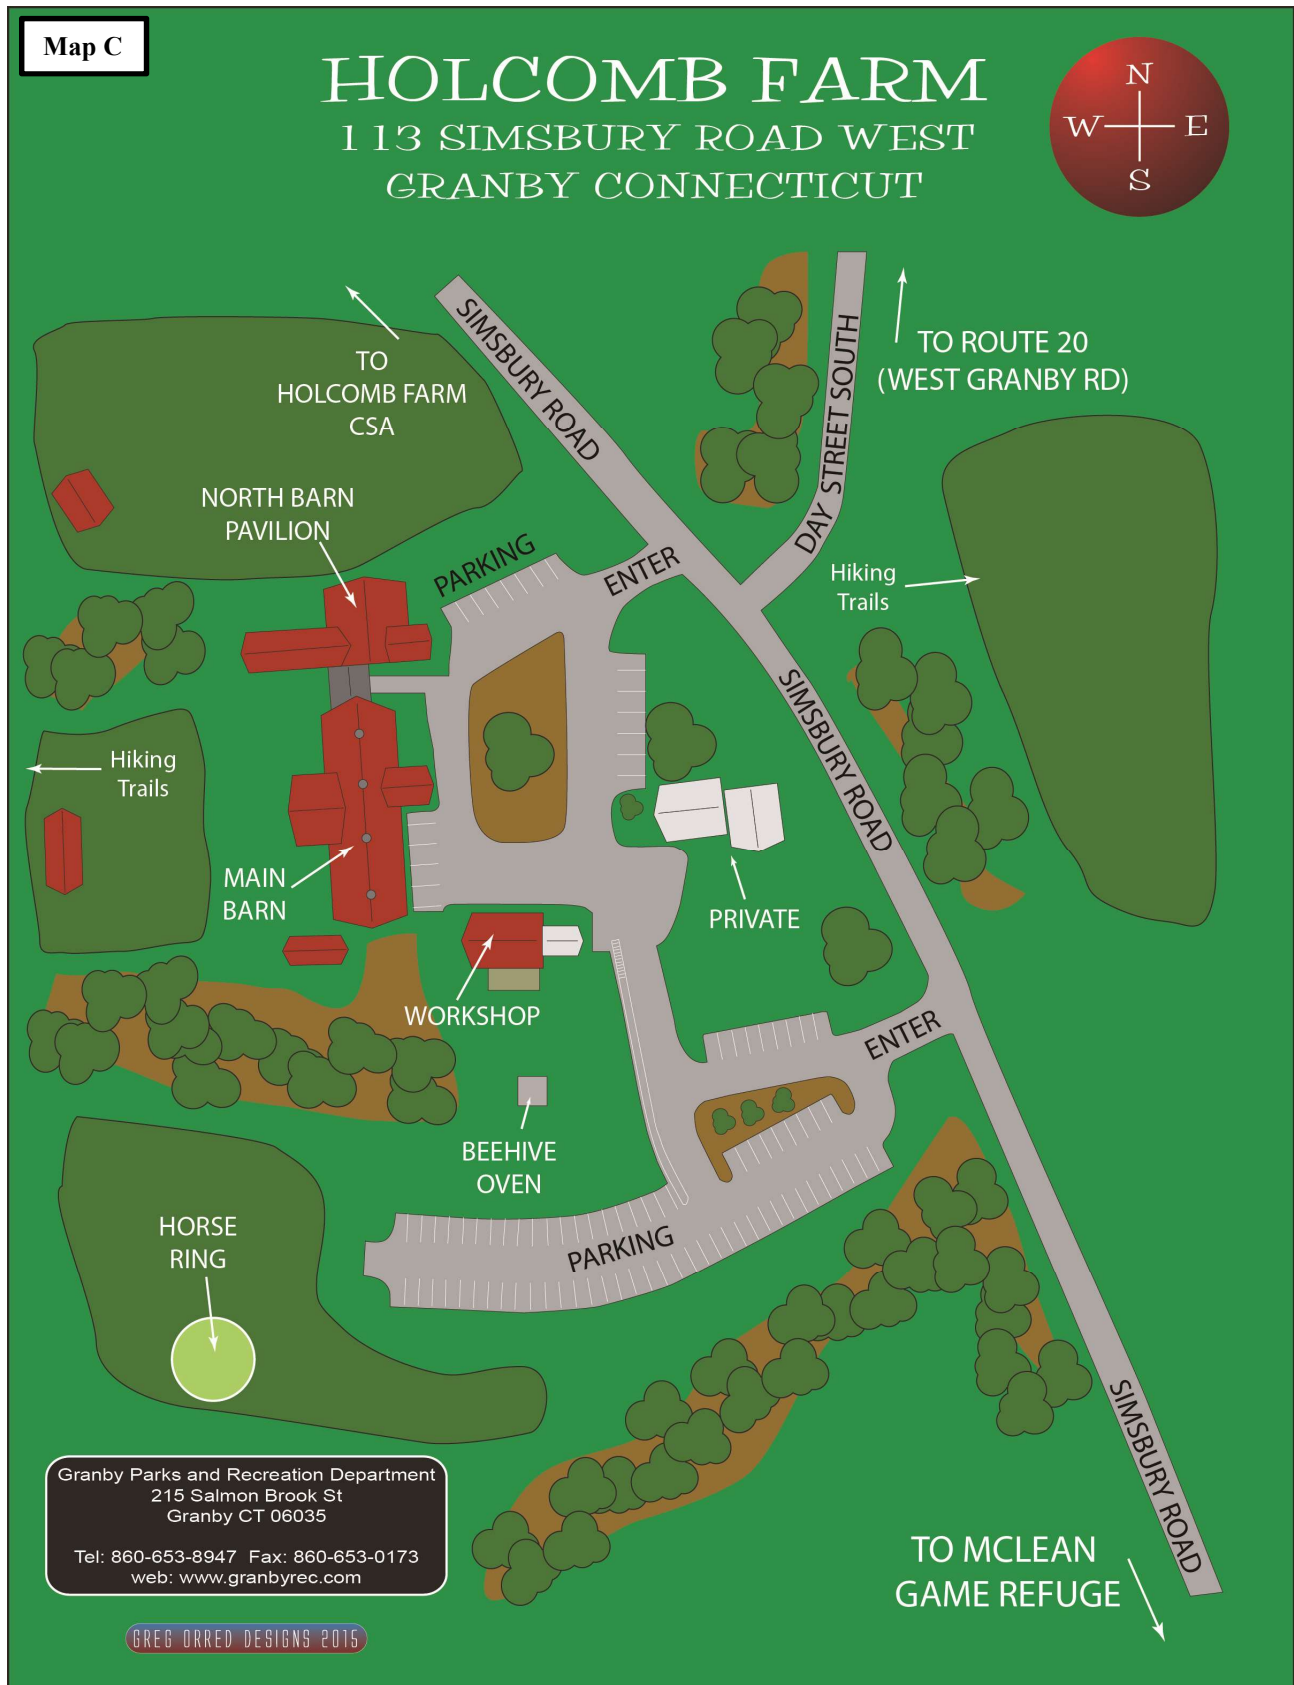 Map C
HOLCOMB FARM
113 SIMSBURY ROAD WEST
GRANBY CONNECTICUT
N
W E
S
SIMSBURY ROAD
DAY STREET SOUTH
TO ROUTE 20
(WEST GRANBY RD)
TO
HOLCOMB FARM
CSA
NORTH BARN
PAVILION
PARKING
ENTER
Hiking
Trails
SIMSBURY ROAD
Hiking
Trails
MAIN
BARN
PRIVATE
WORKSHOP
ENTER
BEEHIVE
OVEN
HORSE
RING
PARKING
SIMSBURY ROAD
Granby Parks and Recreation Department
215 Salmon Brook St
Granby CT 06035
Tel: 860-653-8947 Fax: 860-653-0173
web: www.granbyrec.com
TO MCLEAN
GAME REFUGE
GREG ORRED DESIGNS 2015